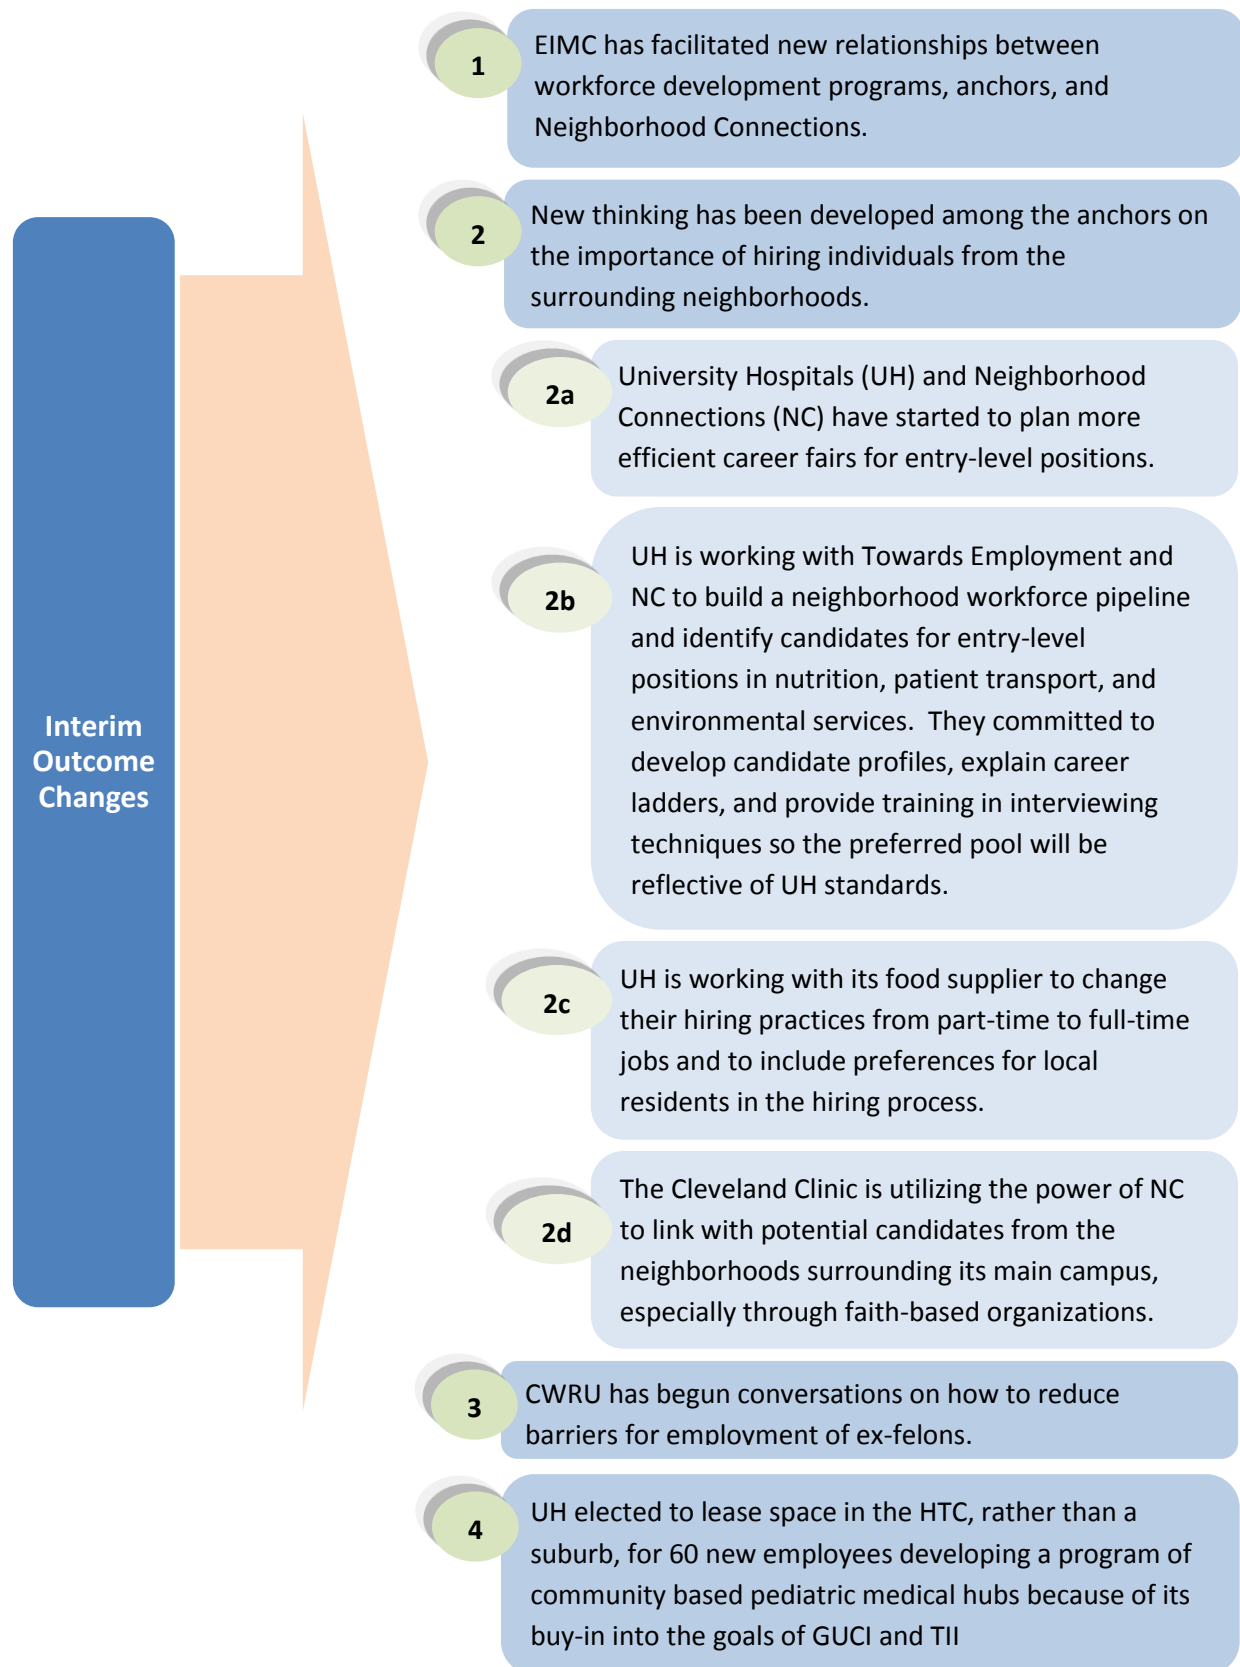 Interim
Outcome
Changes
1
EIMC has facilitated new relationships between
workforce development programs, anchors, and
Neighborhood Connections.
2
New thinking has been developed among the anchors on
the importance of hiring individuals from the
surrounding neighborhoods.
2a
University Hospitals (UH) and Neighborhood
Connections (NC) have started to plan more
efficient career fairs for entry-level positions.
2b
UH is working with Towards Employment and
NC to build a neighborhood workforce pipeline
and identify candidates for entry-level
positions in nutrition, patient transport, and
environmental services.  They committed to
develop candidate profiles, explain career
ladders, and provide training in interviewing
techniques so the preferred pool will be
reflective of UH standards.
2c
UH is working with its food supplier to change
their hiring practices from part-time to full-time
jobs and to include preferences for local
residents in the hiring process.
2d
The Cleveland Clinic is utilizing the power of NC
to link with potential candidates from the
neighborhoods surrounding its main campus,
especially through faith-based organizations.
3
CWRU has begun conversations on how to reduce
barriers for employment of ex-felons.
4
UH elected to lease space in the HTC, rather than a
suburb, for 60 new employees developing a program of
community based pediatric medical hubs because of its
buy-in into the goals of GUCI and TII